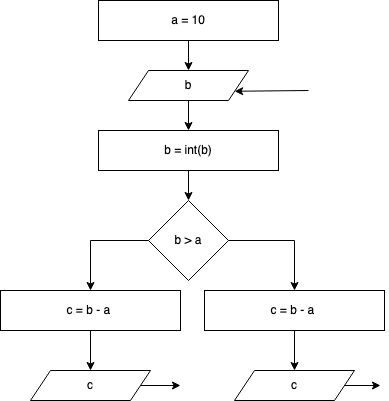 a = 10
b
b = int(b)
b > a
c = b - a
c = b - a
c
c